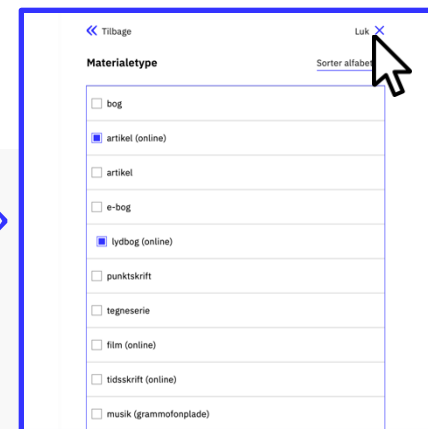 Tilbage
Luk
Materialetype
Sorter alfabet
bog
artikel (online)
artikel
e-bog
lydbog (online)
punktskrift
tegneserie
film (online)
tidsskrift (online)
musik (grammofonplade)